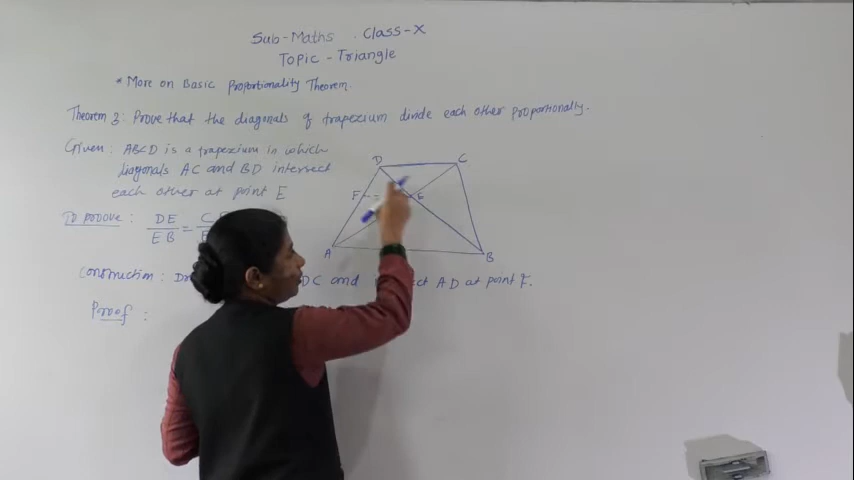 Sub-Maths . Class-X
Topic - Triangle
* More on Basic Proportionality Theorem.
Theorem 3: Prove that the diagonals of trapezium divide each other proportionally.
Given: ABCD is a trapezium in which
diagonals AC and BD intersect
each other at point E
To proove : DE/EB = C
Construction : DC and AD at point F.
Proof :
D C
F E
A B